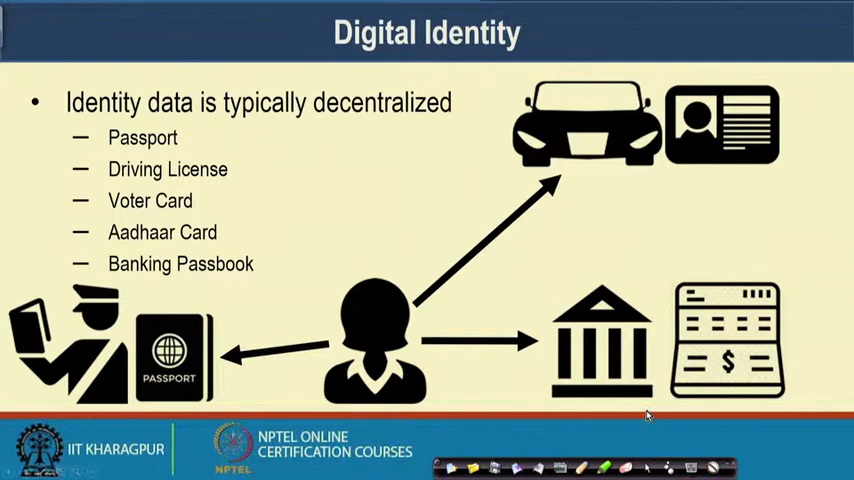 Digital Identity
• Identity data is typically decentralized
— Passport
— Driving License
— Voter Card
— Aadhaar Card
— Banking Passbook
PASSPORT
$
IIT KHARAGPUR
NPTEL
NPTEL ONLINE
CERTIFICATION COURSES